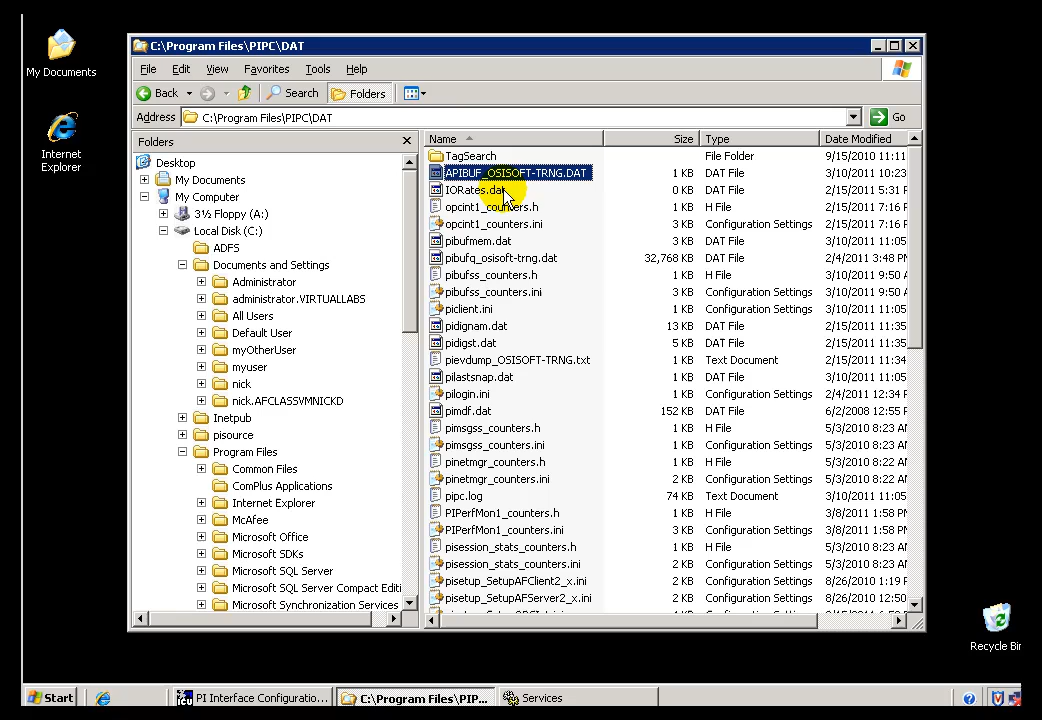 My Documents
Internet
Explorer
C:\Program Files\PIPC\DAT
File Edit View Favorites Tools Help
Back Search Folders
Address C:\Program Files\PIPC\DAT Go
Folders
Desktop
My Documents
My Computer
3½ Floppy (A:)
Local Disk (C:)
ADFS
Documents and Settings
Administrator
administrator.VIRTUALLABS
All Users
Default User
myOtherUser
myuser
nick
nick.AFCLASSVMNICKD
Inetpub
pisource
Program Files
Common Files
ComPlus Applications
Internet Explorer
McAfee
Microsoft Office
Microsoft SDKs
Microsoft SQL Server
Microsoft SQL Server Compact Editi
Microsoft Synchronization Services
Name Size Type Date Modified
TagSearch File Folder 9/15/2010 11:11
APIBUF_OSISOFT-TRNG.DAT 1 KB DAT File 3/10/2011 10:23
IORates.dat 0 KB DAT File 2/15/2011 5:31 P
opcint1_counters.h 1 KB H File 2/15/2011 7:16 P
opcint1_counters.ini 3 KB Configuration Settings 2/15/2011 7:16 P
pibufmem.dat 3 KB DAT File 3/10/2011 11:05
pibufq_osisoft-trng.dat 32,768 KB DAT File 2/4/2011 3:48 PM
pibufss_counters.h 1 KB H File 3/10/2011 9:50 A
pibufss_counters.ini 3 KB Configuration Settings 3/10/2011 9:50 A
piclient.ini 1 KB Configuration Settings 3/10/2011 11:05
pidignam.dat 13 KB DAT File 2/15/2011 11:35
pidigst.dat 5 KB DAT File 2/15/2011 11:35
pievdump_OSISOFT-TRNG.txt 1 KB Text Document 2/15/2011 11:34
pilastsnap.dat 1 KB DAT File 3/10/2011 11:05
pilogin.ini 1 KB Configuration Settings 2/4/2011 12:34 P
pimdf.dat 152 KB DAT File 6/2/2008 12:55 P
pimsgss_counters.h 1 KB H File 5/3/2010 8:22 AM
pimsgss_counters.ini 1 KB Configuration Settings 5/3/2010 8:22 AM
pinetmgr_counters.h 1 KB H File 5/3/2010 8:22 AM
pinetmgr_counters.ini 2 KB Configuration Settings 5/3/2010 8:22 AM
pipc.log 74 KB Text Document 3/10/2011 11:05
PIPerfMon1_counters.h 1 KB H File 3/8/2011 1:58 PM
PIPerfMon1_counters.ini 3 KB Configuration Settings 3/8/2011 1:58 PM
pisession_stats_counters.h 1 KB H File 5/3/2010 8:23 AM
pisession_stats_counters.ini 2 KB Configuration Settings 5/3/2010 8:23 AM
pisetup_SetupAFClient2_x.ini 2 KB Configuration Settings 8/26/2010 1:19 P
pisetup_SetupAFServer2_x.ini 2 KB Configuration Settings 8/26/2010 12:50
Recycle Bin
Start PI Interface Configuratio... C:\Program Files\PIP... Services